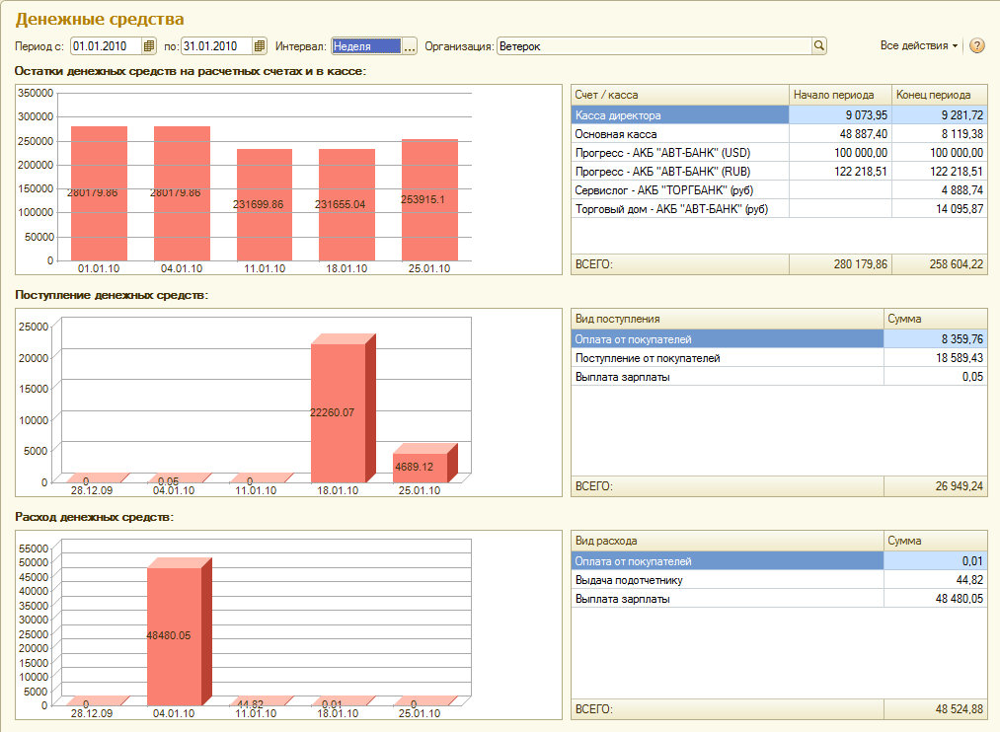 Денежные средства
Период с: 01.01.2010 по: 31.01.2010 Интервал: Неделя ... Организация: Ветерок Все действия ?
Остатки денежных средств на расчетных счетах и в кассе:
350000
300000
250000
200000
150000
100000
50000
0
280179.86 280179.86 231699.86 231655.04 253915.1
01.01.10 04.01.10 11.01.10 18.01.10 25.01.10
Счет / касса Начало периода Конец периода
Касса директора 9 073,95 9 281,72
Основная касса 48 887,40 8 119,38
Прогресс - АКБ "АВТ-БАНК" (USD) 100 000,00 100 000,00
Прогресс - АКБ "АВТ-БАНК" (RUB) 122 218,51 122 218,51
Сервислог - АКБ "ТОРГБАНК" (руб) 4 888,74
Торговый дом - АКБ "АВТ-БАНК" (руб) 14 095,87
ВСЕГО: 280 179,86 258 604,22
Поступление денежных средств:
25000
20000
15000
10000
5000
0
0 0.05 0 22260.07 4689.12
28.12.09 04.01.10 11.01.10 18.01.10 25.01.10
Вид поступления Сумма
Оплата от покупателей 8 359,76
Поступление от покупателей 18 589,43
Выплата зарплаты 0,05
ВСЕГО: 26 949,24
Расход денежных средств:
55000
50000
45000
40000
35000
30000
25000
20000
15000
10000
5000
0
0 48480.05 44.82 0.01 0
28.12.09 04.01.10 11.01.10 18.01.10 25.01.10
Вид расхода Сумма
Оплата от покупателей 0,01
Выдача подотчетнику 44,82
Выплата зарплаты 48 480,05
ВСЕГО: 48 524,88